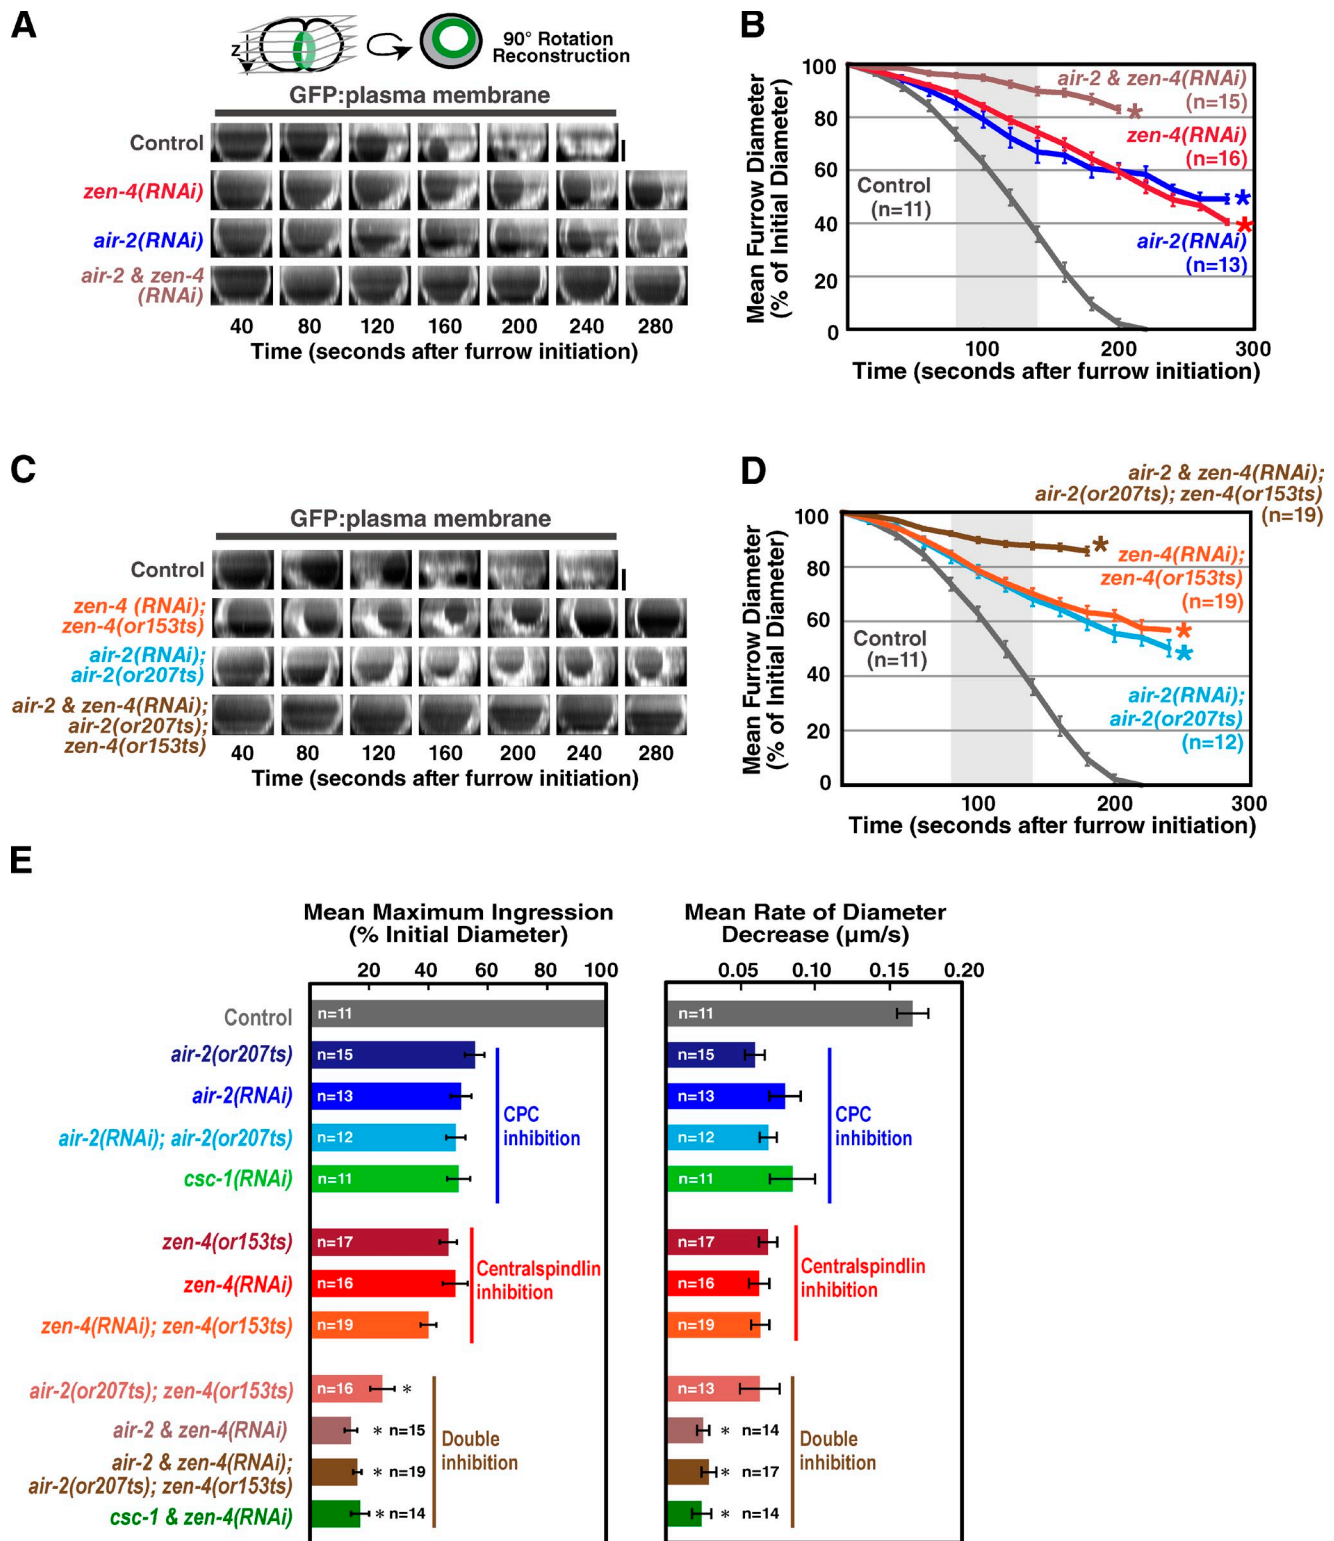 A
z
90° Rotation
Reconstruction
GFP:plasma membrane
Control
zen-4(RNAi)
air-2(RNAi)
air-2 & zen-4
(RNAi)
40 80 120 160 200 240 280
Time (seconds after furrow initiation)
B
Mean Furrow Diameter
(% of Initial Diameter)
100
80
60
40
20
0
air-2 & zen-4(RNAi)
(n=15)
*
zen-4(RNAi)
(n=16)
Control
(n=11)
*
*
air-2(RNAi)
(n=13)
100 200 300
Time (seconds after furrow initiation)
C
GFP:plasma membrane
Control
zen-4 (RNAi);
zen-4(or153ts)
air-2(RNAi);
air-2(or207ts)
air-2 & zen-4(RNAi);
air-2(or207ts);
zen-4(or153ts)
40 80 120 160 200 240 280
Time (seconds after furrow initiation)
D
Mean Furrow Diameter
(% of Initial Diameter)
100
80
60
40
20
0
air-2 & zen-4(RNAi);
air-2(or207ts); zen-4(or153ts)
(n=19)
*
zen-4(RNAi);
zen-4(or153ts)
(n=19)
Control
(n=11)
*
*
air-2(RNAi);
air-2(or207ts)
(n=12)
100 200 300
Time (seconds after furrow initiation)
E
Mean Maximum Ingression
(% Initial Diameter)
20 40 60 80 100
Mean Rate of Diameter
Decrease (µm/s)
0.05 0.10 0.15 0.20
Control n=11 n=11
air-2(or207ts) n=15 n=15
air-2(RNAi) n=13 n=13
air-2(RNAi); air-2(or207ts) n=12 n=12
csc-1(RNAi) n=11 n=11
CPC
inhibition
CPC
inhibition
zen-4(or153ts) n=17 n=17
zen-4(RNAi) n=16 n=16
zen-4(RNAi); zen-4(or153ts) n=19 n=19
Centralspindlin
inhibition
Centralspindlin
inhibition
air-2(or207ts); zen-4(or153ts) n=16 * n=13
air-2 & zen-4(RNAi) * n=15 * n=14
air-2 & zen-4(RNAi);
air-2(or207ts); zen-4(or153ts) * n=19 * n=17
csc-1 & zen-4(RNAi) * n=14 * n=14
Double
inhibition
Double
inhibition